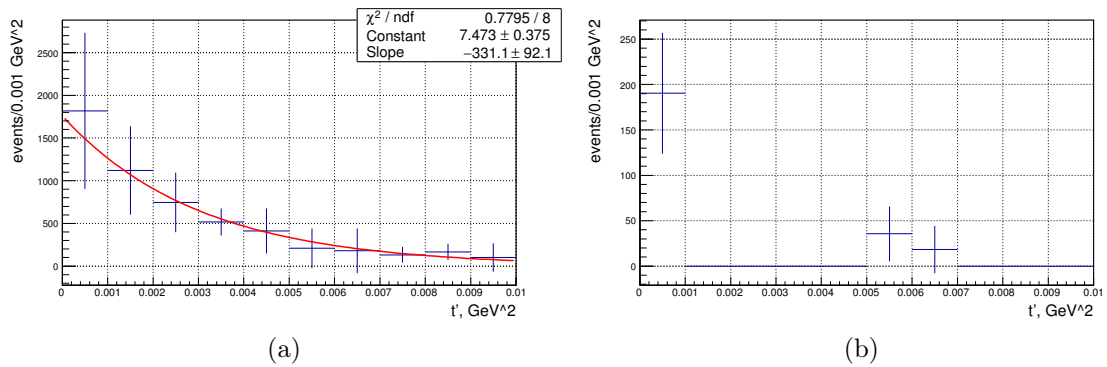 χ² / ndf 0.7795 / 8
Constant 7.473 ± 0.375
Slope −331.1 ± 92.1
events/0.001 GeV^2
2500
2000
1500
1000
500
0
0 0.001 0.002 0.003 0.004 0.005 0.006 0.007 0.008 0.009 0.01
t', GeV^2
(a)
events/0.001 GeV^2
250
200
150
100
50
0
0 0.001 0.002 0.003 0.004 0.005 0.006 0.007 0.008 0.009 0.01
t', GeV^2
(b)